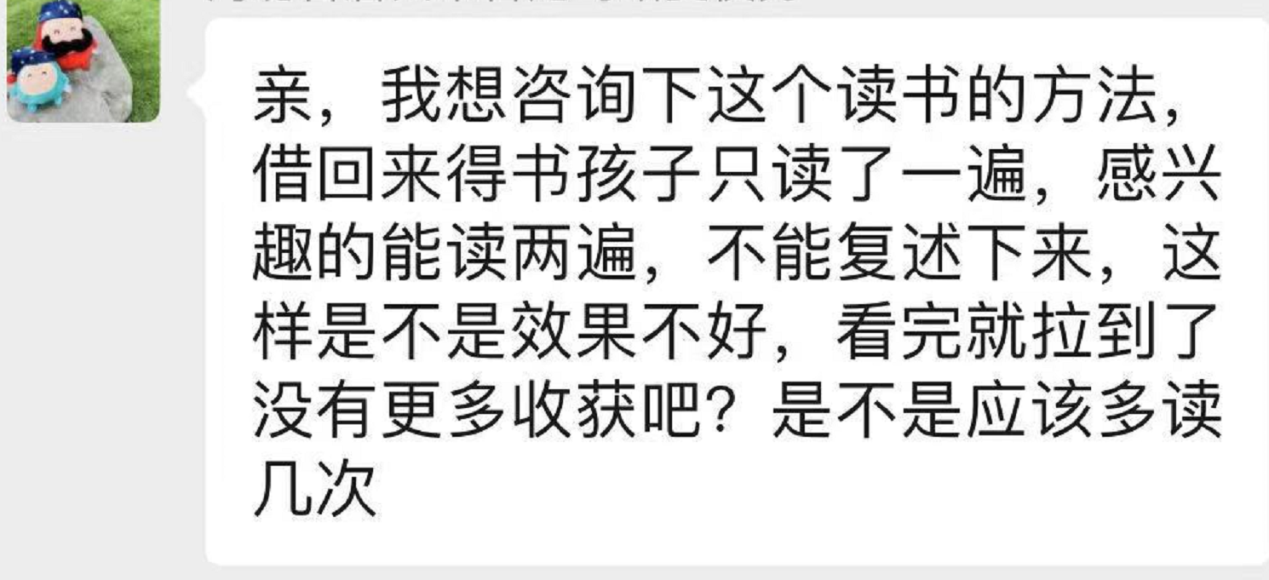 亲，我想咨询下这个读书的方法，
借回来得书孩子只读了一遍，感兴
趣的能读两遍，不能复述下来，这
样是不是效果不好，看完就拉到了
没有更多收获吧？是不是应该多读
几次